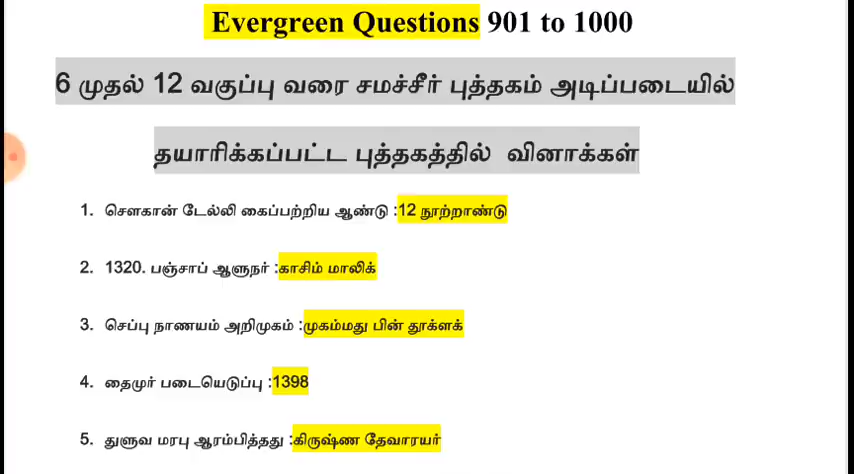 Evergreen Questions 901 to 1000
6 முதல் 12 வகுப்பு வரை சமச்சீர் புத்தகம் அடிப்படையில்
தயாரிக்கப்பட்ட புத்தகத்தில் வினாக்கள்
1. சௌகான் டேல்லி கைப்பற்றிய ஆண்டு :12 நூற்றாண்டு
2. 1320. பஞ்சாப் ஆளுநர் :காசிம் மாலிக்
3. செப்பு நாணயம் அறிமுகம் :முகம்மது பின் தூக்ளக்
4. தைமுர் படையெடுப்பு :1398
5. துளுவ மரபு ஆரம்பித்தது :கிருஷ்ண தேவாரயர்